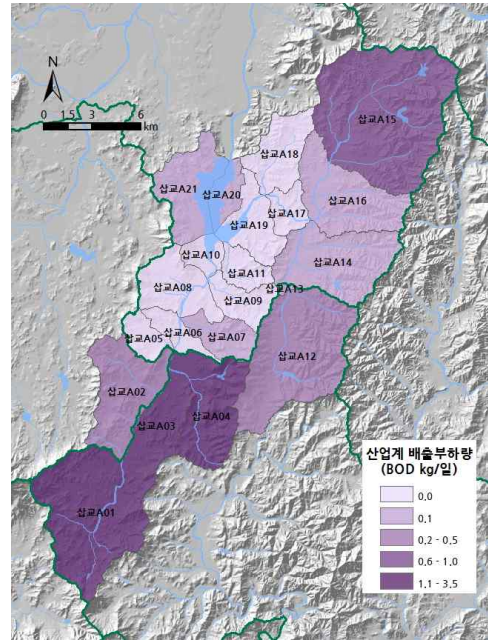 N
0 1.5 3 6
km
삽교A15
삽교A18
삽교A21
삽교A20
삽교A17
삽교A16
삽교A19
삽교A10
삽교A11
삽교A14
삽교A08
삽교A09
삽교A13
삽교A05
삽교A06
삽교A07
삽교A12
삽교A02
삽교A03
삽교A04
삽교A01
산업계 배출부하량
(BOD kg/일)
0.0
0.1
0.2 - 0.5
0.6 - 1.0
1.1 - 3.5